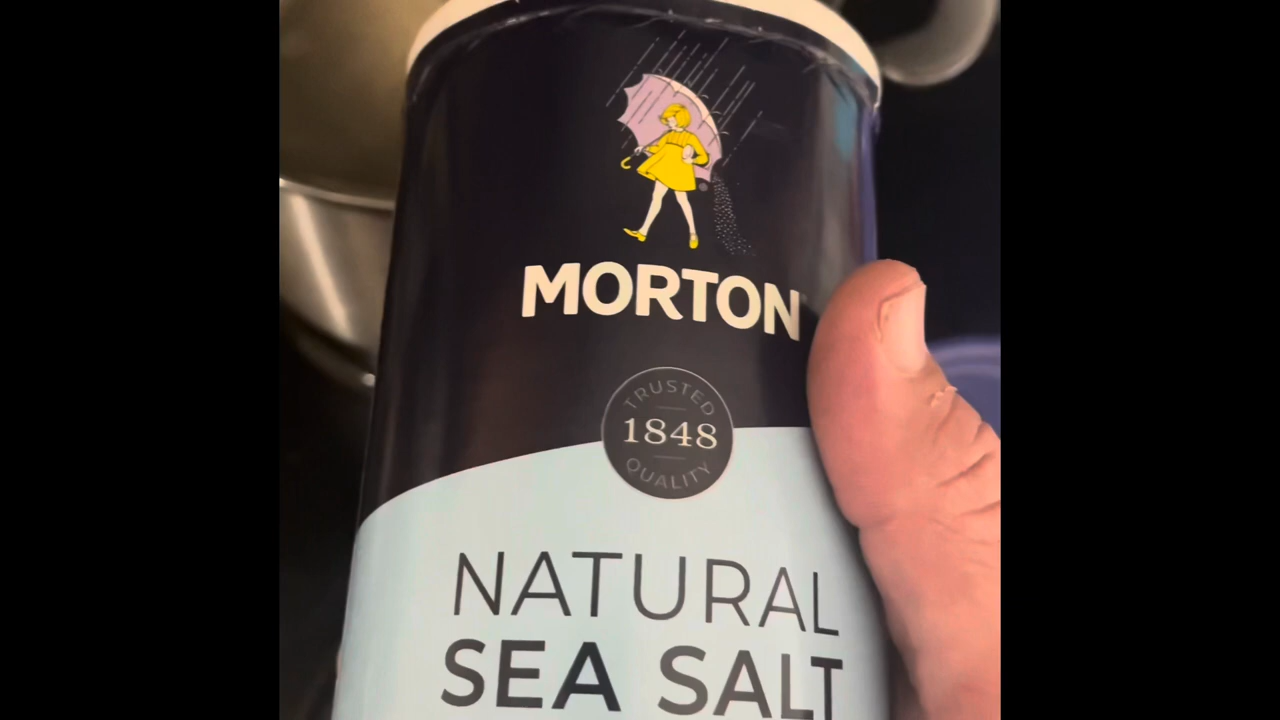 MORTON
TRUSTED
1848
QUALITY
NATURAL
SEA SALT